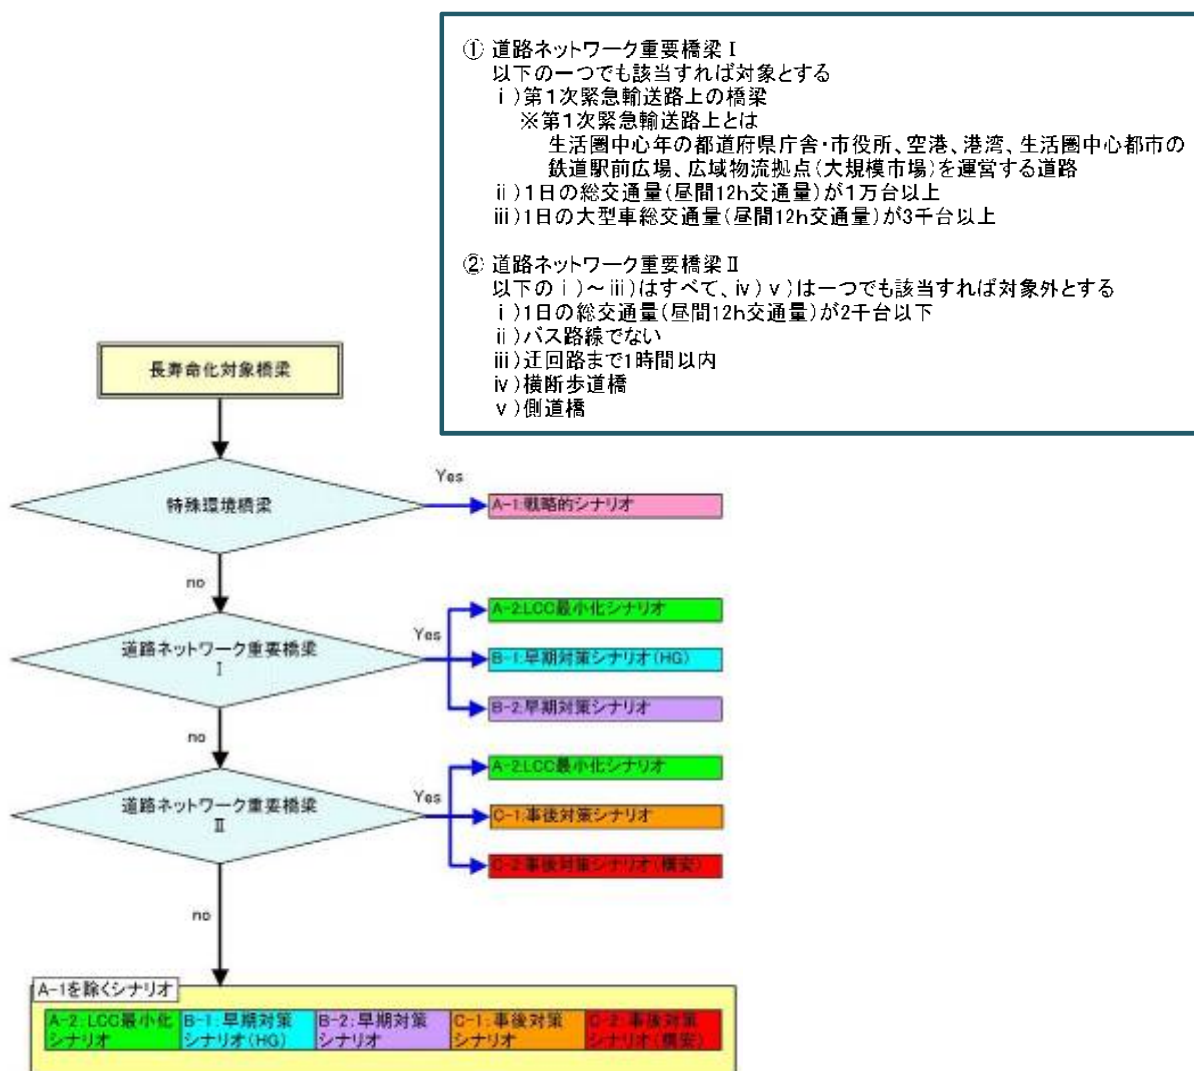 ① 道路ネットワーク重要橋梁Ⅰ
以下の一つでも該当すれば対象とする
ⅰ)第1次緊急輸送路上の橋梁
※第1次緊急輸送路上とは
生活圏中心年の都道府県庁舎・市役所、空港、港湾、生活圏中心都市の
鉄道駅前広場、広域物流拠点(大規模市場)を運営する道路
ⅱ)1日の総交通量(昼間12h交通量)が1万台以上
ⅲ)1日の大型車総交通量(昼間12h交通量)が3千台以上
② 道路ネットワーク重要橋梁Ⅱ
以下のⅰ)～ⅲ)はすべて、ⅳ)ⅴ)は一つでも該当すれば対象外とする
ⅰ)1日の総交通量(昼間12h交通量)が2千台以下
ⅱ)バス路線でない
ⅲ)迂回路まで1時間以内
ⅳ)横断歩道橋
ⅴ)側道橋
長寿命化対象橋梁
特殊環境橋梁
Yes
A-1:戦略的シナリオ
no
道路ネットワーク重要橋梁
Ⅰ
Yes
A-2:LCC最小化シナリオ
B-1:早期対策シナリオ(HG)
B-2:早期対策シナリオ
no
道路ネットワーク重要橋梁
Ⅱ
Yes
A-2:LCC最小化シナリオ
C-1:事後対策シナリオ
C-2:事後対策シナリオ(構安)
no
A-1を除くシナリオ
A-2:LCC最小化
シナリオ
B-1:早期対策
シナリオ(HG)
B-2:早期対策
シナリオ
C-1:事後対策
シナリオ
C-2:事後対策
シナリオ(構安)